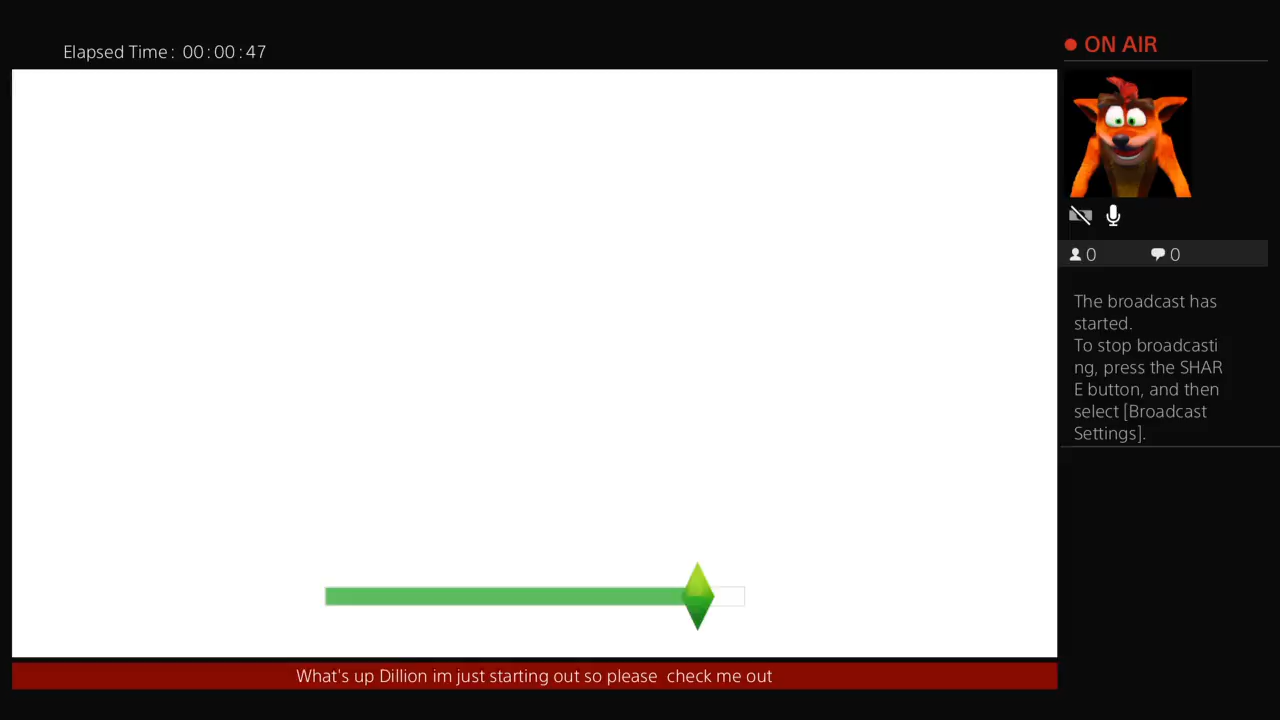 Elapsed Time: 00:00:47
ON AIR
0 0
The broadcast has
started.
To stop broadcasti
ng, press the SHAR
E button, and then
select [Broadcast
Settings].
What's up Dillion im just starting out so please  check me out